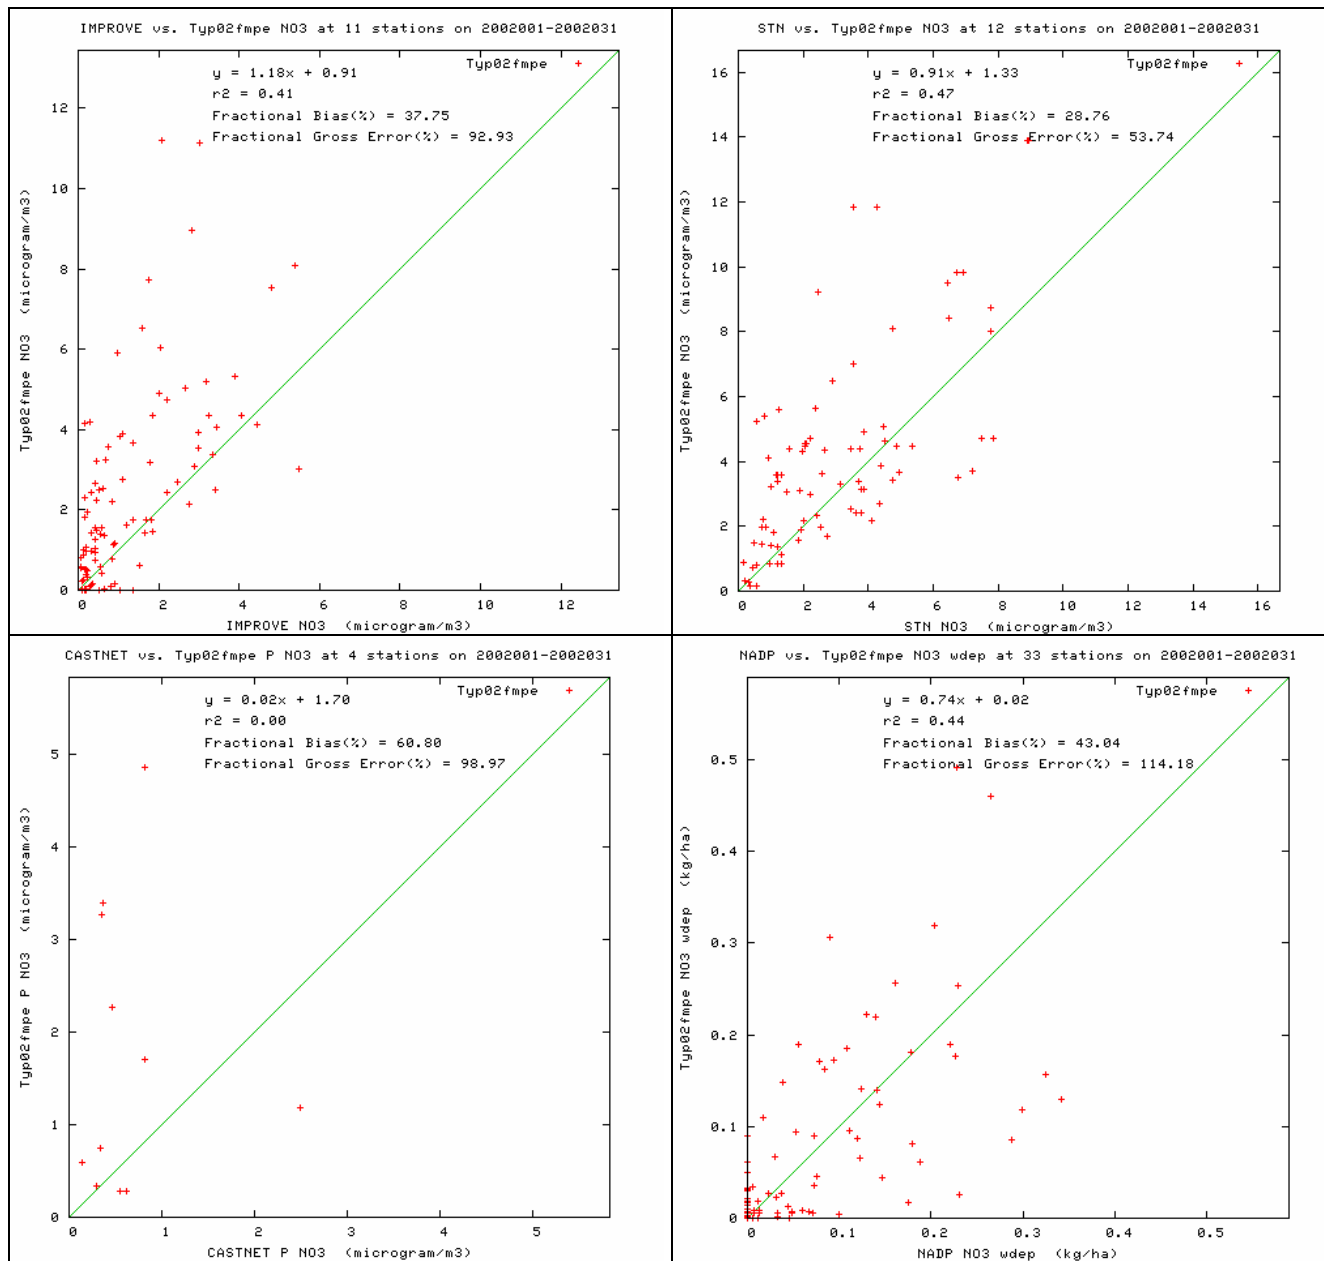 IMPROVE vs. Typ02fmpe NO3 at 11 stations on 2002001-2002031
Typ02fmpe
y = 1.18x + 0.91
r2 = 0.41
Fractional Bias(%) = 37.75
Fractional Gross Error(%) = 92.93
Typ02fmpe NO3 (microgram/m3)
12
10
8
6
4
2
0
0 2 4 6 8 10 12
IMPROVE NO3 (microgram/m3)
STN vs. Typ02fmpe NO3 at 12 stations on 2002001-2002031
Typ02fmpe
y = 0.91x + 1.33
r2 = 0.47
Fractional Bias(%) = 28.76
Fractional Gross Error(%) = 53.74
Typ02fmpe NO3 (microgram/m3)
16
14
12
10
8
6
4
2
0
0 2 4 6 8 10 12 14 16
STN NO3 (microgram/m3)
CASTNET vs. Typ02fmpe P NO3 at 4 stations on 2002001-2002031
Typ02fmpe
y = 0.02x + 1.70
r2 = 0.00
Fractional Bias(%) = 60.80
Fractional Gross Error(%) = 98.97
Typ02fmpe P NO3 (microgram/m3)
5
4
3
2
1
0
0 1 2 3 4 5
CASTNET P NO3 (microgram/m3)
NADP vs. Typ02fmpe NO3 wdep at 33 stations on 2002001-2002031
Typ02fmpe
y = 0.74x + 0.02
r2 = 0.44
Fractional Bias(%) = 43.04
Fractional Gross Error(%) = 114.18
Typ02fmpe NO3 wdep (kg/ha)
0.5
0.4
0.3
0.2
0.1
0
0 0.1 0.2 0.3 0.4 0.5
NADP NO3 wdep (kg/ha)